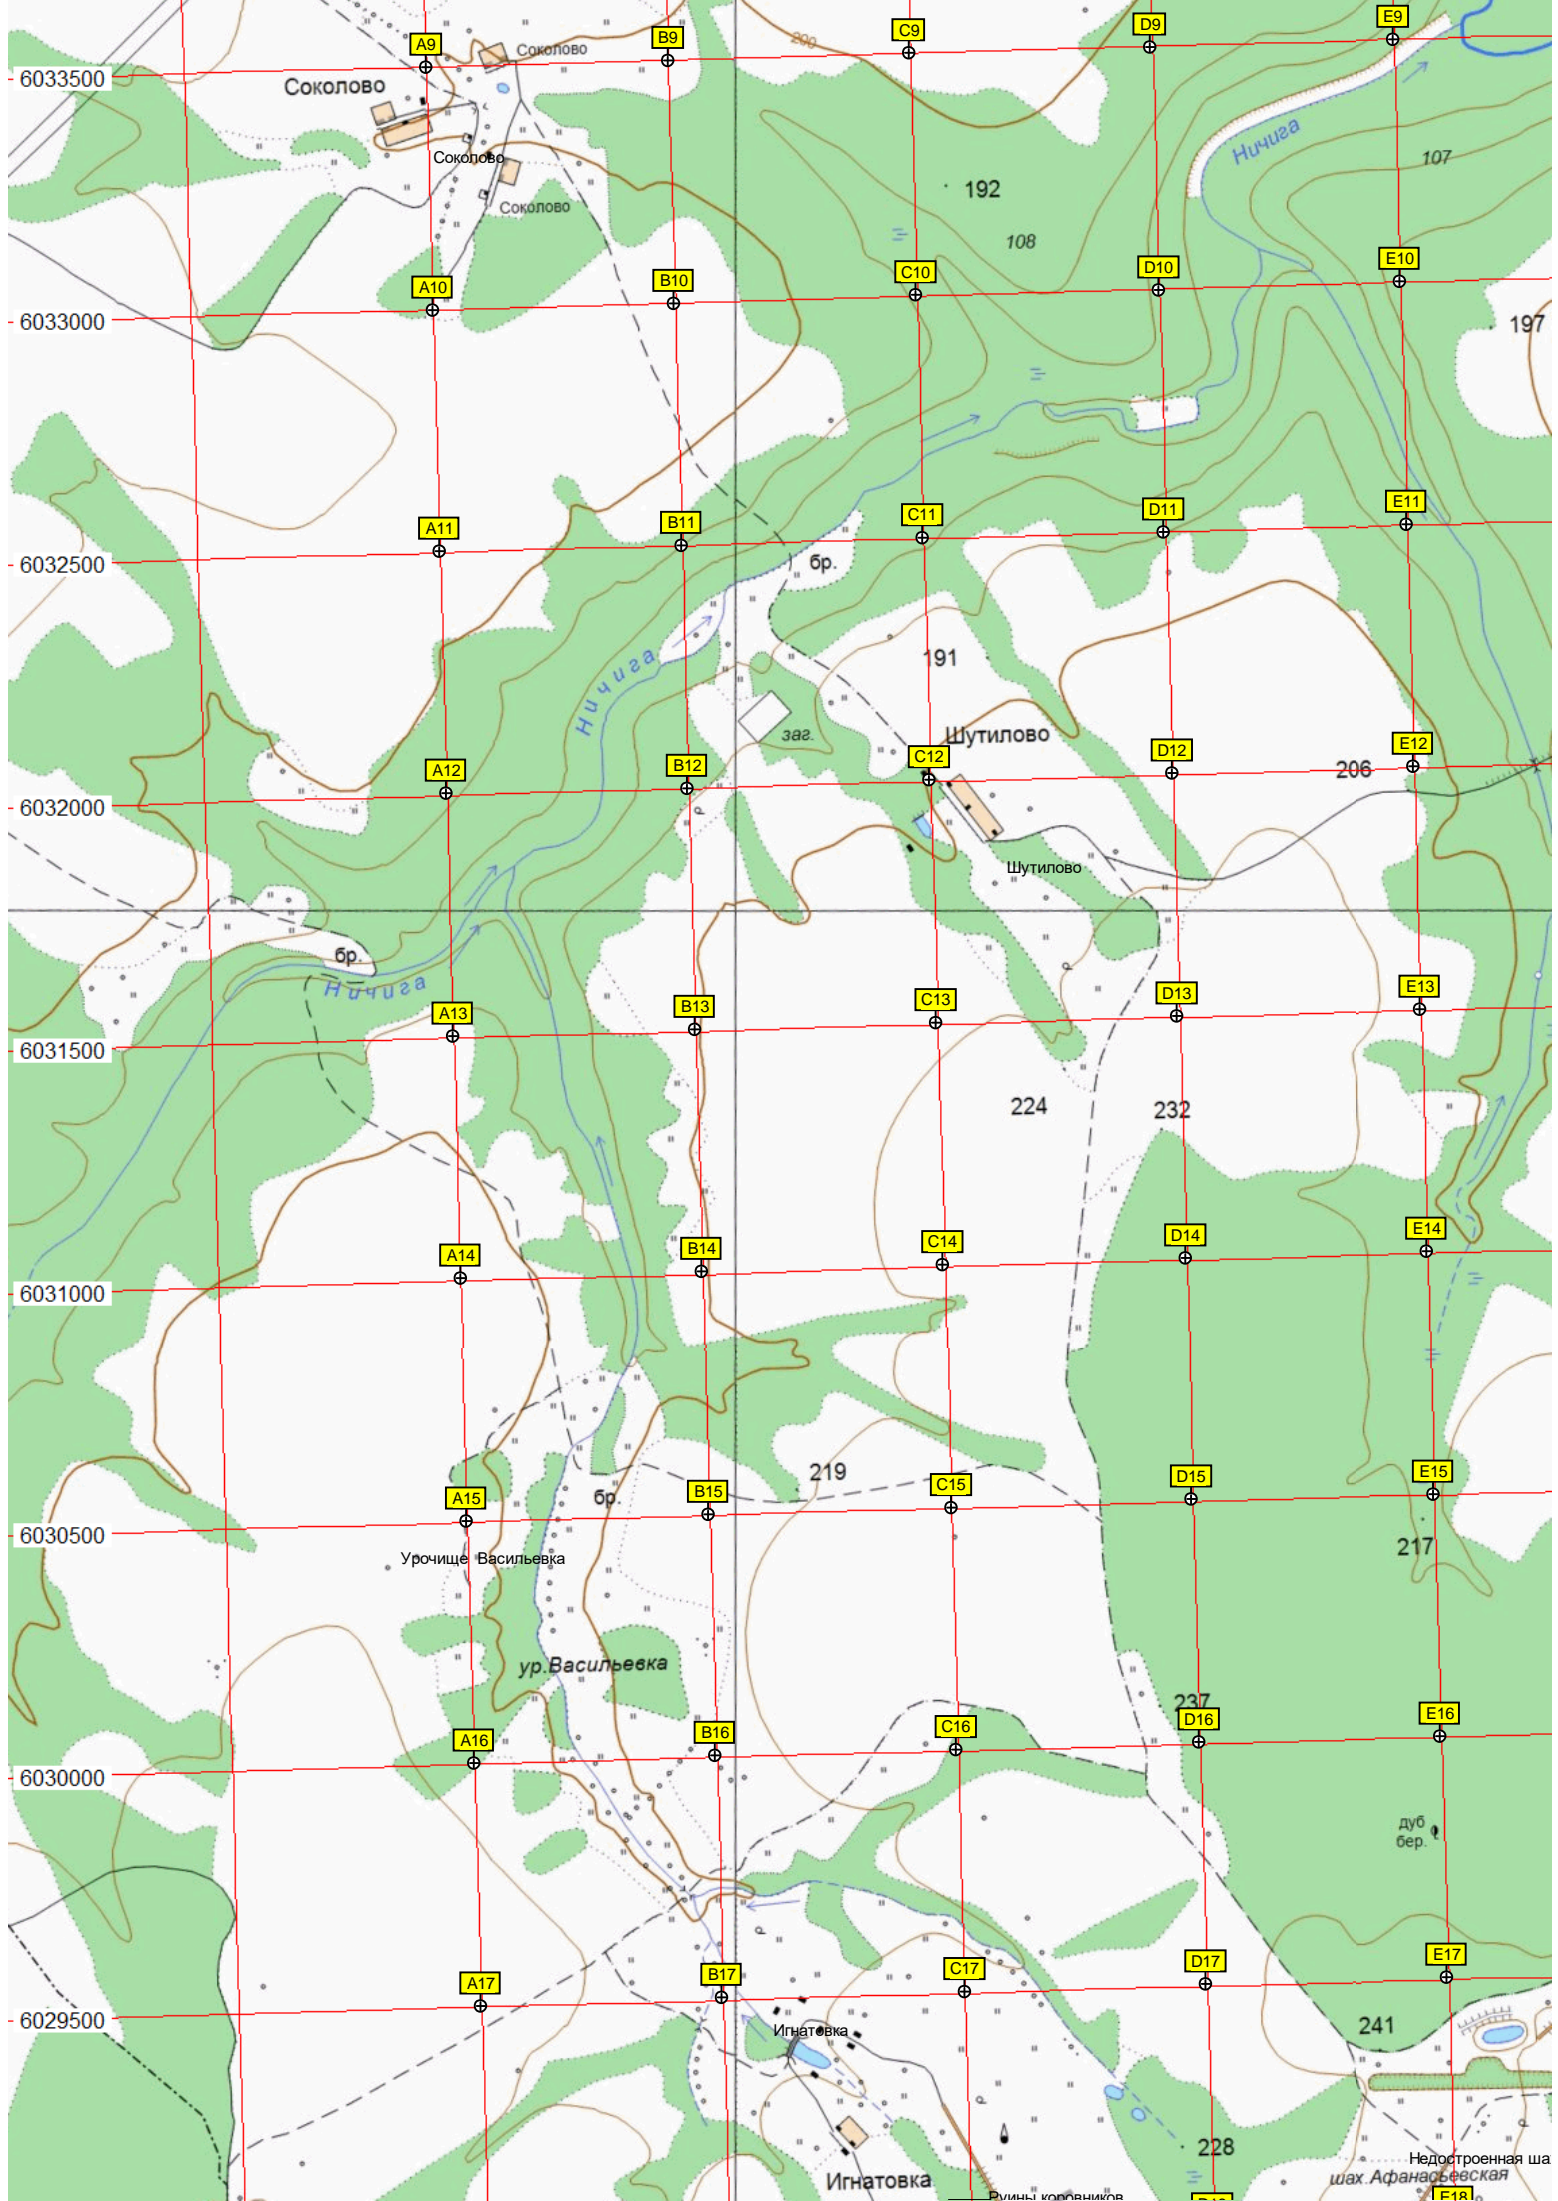 E9
D9
C9
B9
A9
200
Соколово
6033500
Соколово
Ничига
107
Соколово
192
Соколово
108
E10
D10
C10
B10
A10
6033000
197
E11
D11
C11
B11
A11
6032500
бр.
191
Ничига
Шутилово
заг.
E12
D12
C12
B12
A12
206
6032000
Шутилово
бр.
Ничига
E13
D13
C13
B13
A13
6031500
224
232
E14
D14
C14
B14
A14
6031000
219
E15
D15
C15
B15
A15
бр.
6030500
217
Урочище Васильевка
ур.Васильевка
237
E16
D16
C16
B16
A16
6030000
дуб
бер.
E17
D17
C17
B17
A17
6029500
241
Игнатовка
228
Недостроенная ша
шах.Афанасьевская
Игнатовка
E18
Руины коровников